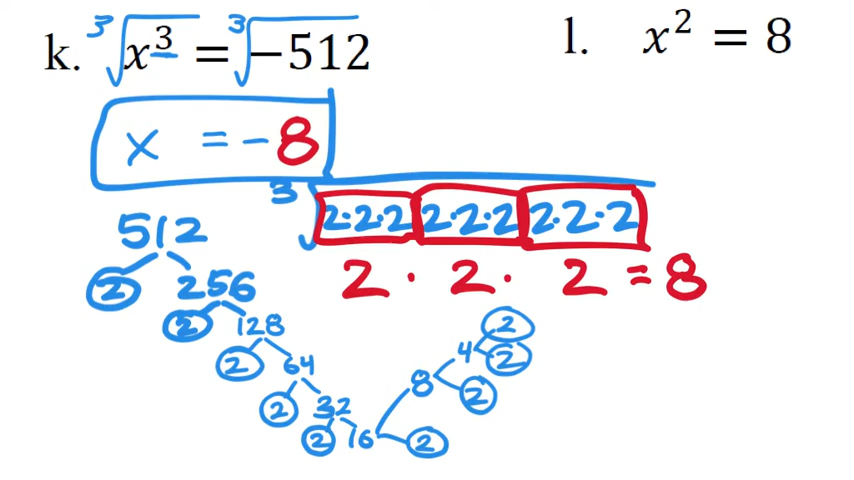 k. ∛x³ = ∛−512
l. x² = 8
x = −8
∛2·2·2 2·2·2 2·2·2
2 · 2 · 2 = 8
512
2 256
2 128
2 64
2 32
2 16
8 2
4 2
2 2